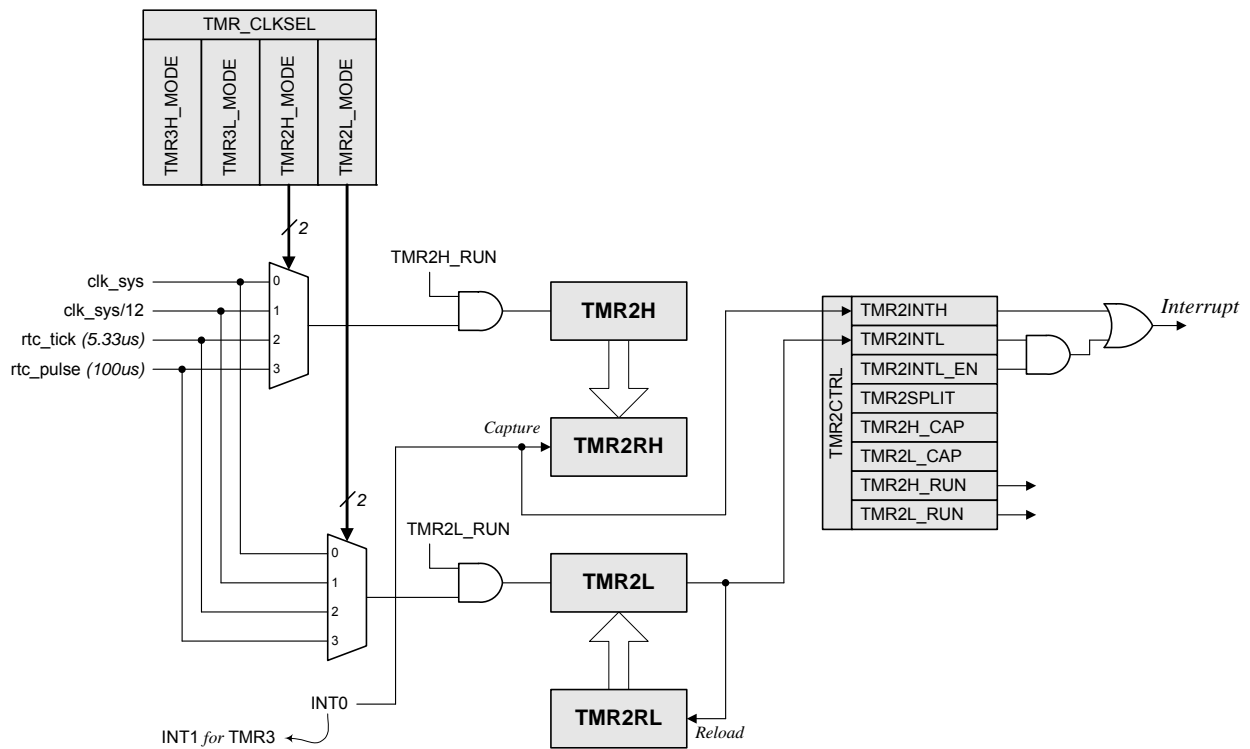 TMR_CLKSEL
TMR3H_MODE
TMR3L_MODE
TMR2H_MODE
TMR2L_MODE
2
clk_sys
clk_sys/12
rtc_tick (5.33us)
rtc_pulse (100us)
0
1
2
3
TMR2H_RUN
TMR2H
Capture
TMR2RH
2
0
1
2
3
TMR2L_RUN
TMR2L
TMR2RL
Reload
INT0
INT1 for TMR3
TMR2CTRL
TMR2INTH
TMR2INTL
TMR2INTL_EN
TMR2SPLIT
TMR2H_CAP
TMR2L_CAP
TMR2H_RUN
TMR2L_RUN
Interrupt